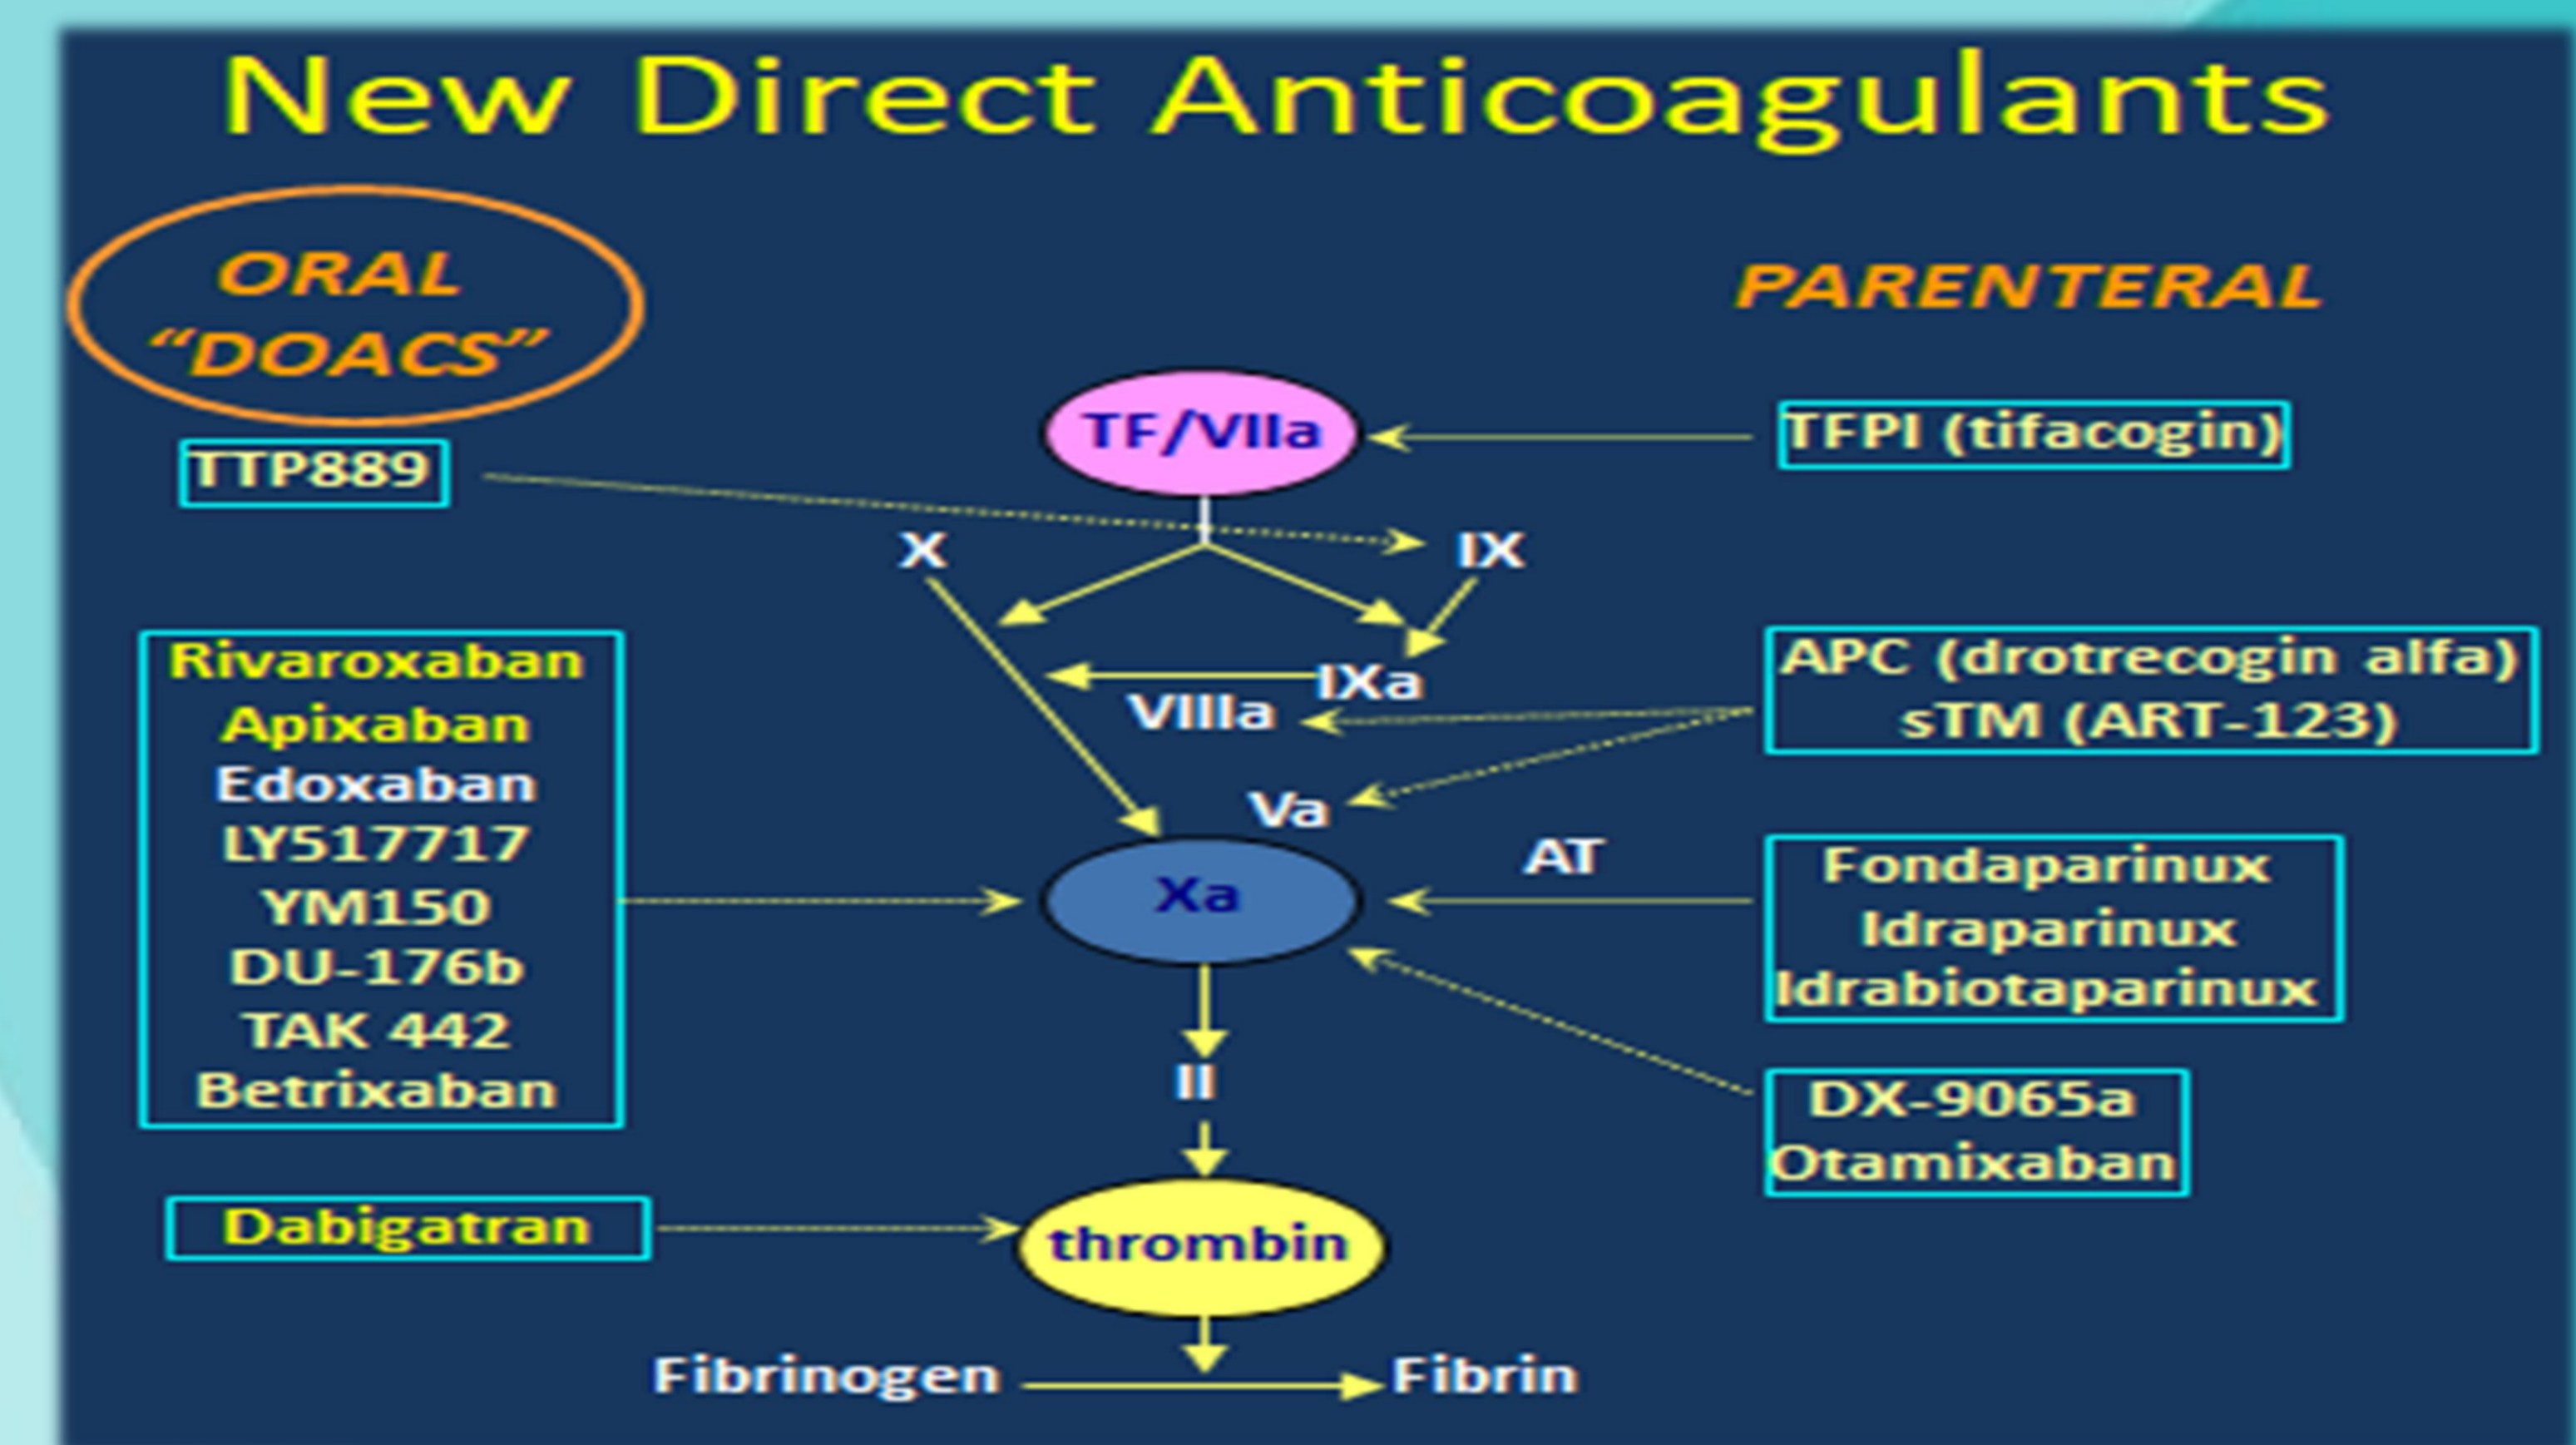 New Direct Anticoagulants
ORAL
“DOACS”
PARENTERAL
TF/VIIa
TFPI (tifacogin)
TTP889
X
IX
Rivaroxaban
Apixaban
Edoxaban
LY517717
YM150
DU-176b
TAK 442
Betrixaban
IXa
VIIIa
Va
APC (drotrecogin alfa)
sTM (ART-123)
Xa
AT
Fondaparinux
Idraparinux
Idrabiotaparinux
DX-9065a
Otamixaban
II
Dabigatran
thrombin
Fibrinogen
Fibrin